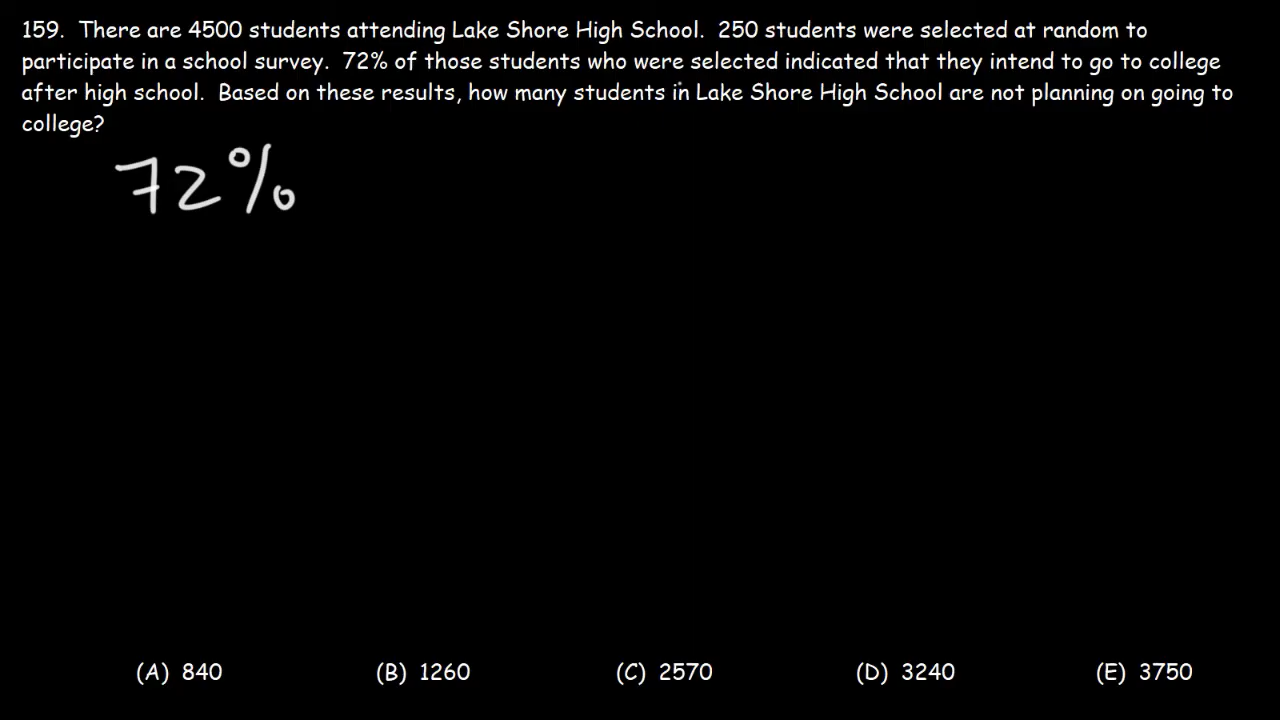 159. There are 4500 students attending Lake Shore High School. 250 students were selected at random to
participate in a school survey. 72% of those students who were selected indicated that they intend to go to college
after high school. Based on these results, how many students in Lake Shore High School are not planning on going to
college?
72%
(A) 840 (B) 1260 (C) 2570 (D) 3240 (E) 3750